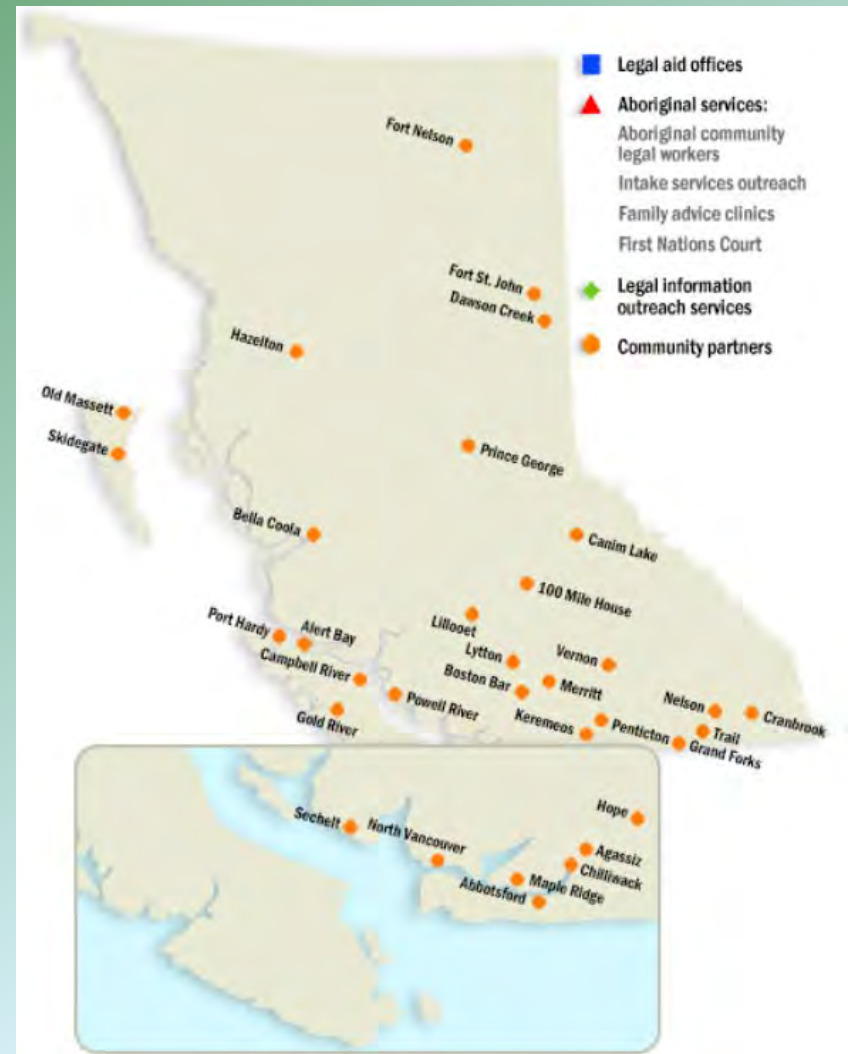 Legal aid offices
Aboriginal services:
Aboriginal community
legal workers
Intake services outreach
Family advice clinics
First Nations Court
Legal information
outreach services
Community partners
Fort Nelson
Fort St. John
Dawson Creek
Hazelton
Old Massett
Skidegate
Prince George
Bella Coola
Canim Lake
100 Mile House
Lillooet
Port Hardy
Alert Bay
Lytton
Vernon
Campbell River
Boston Bar
Merritt
Powell River
Nelson
Cranbrook
Gold River
Keremeos
Penticton
Trail
Grand Forks
Hope
Sechelt
North Vancouver
Agassiz
Chilliwack
Maple Ridge
Abbotsford